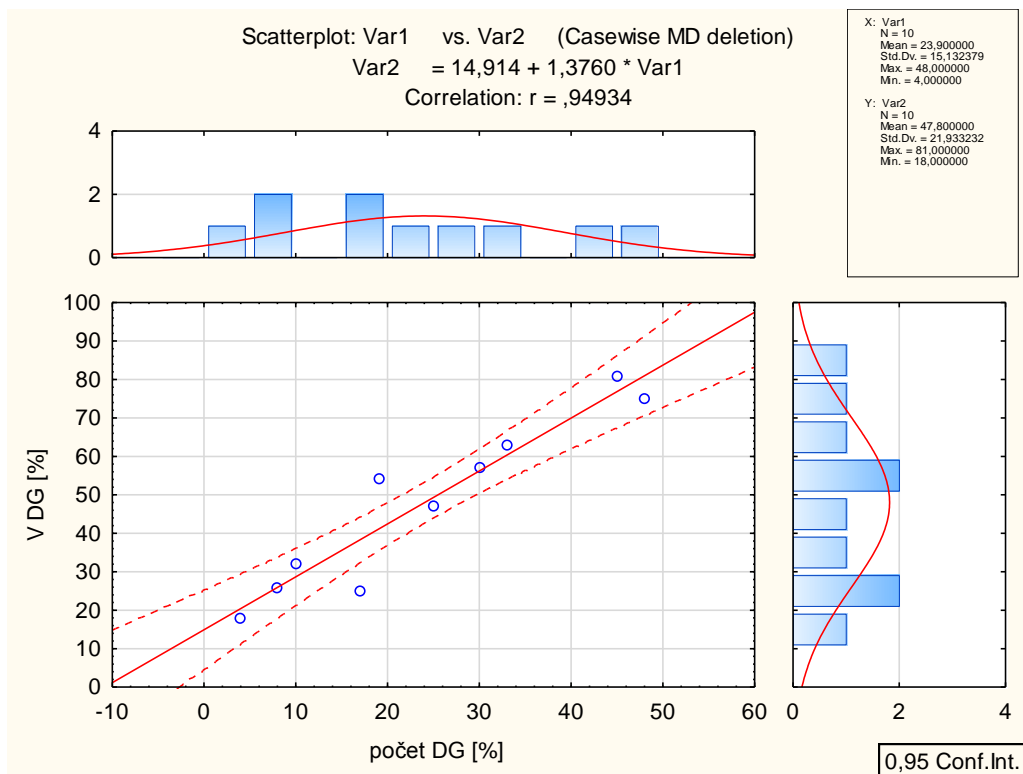 Scatterplot: Var1 vs. Var2 (Casewise MD deletion)
Var2 = 14,914 + 1,3760 * Var1
Correlation: r = ,94934
X: Var1
N = 10
Mean = 23,900000
Std.Dv. = 15,132379
Max. = 48,000000
Min. = 4,000000
Y: Var2
N = 10
Mean = 47,800000
Std.Dv. = 21,933232
Max. = 81,000000
Min. = 18,000000
4
2
0
100
90
80
70
60
50
40
30
20
10
0
V DG [%]
-10 0 10 20 30 40 50 60
počet DG [%]
0 2 4
0,95 Conf.Int.